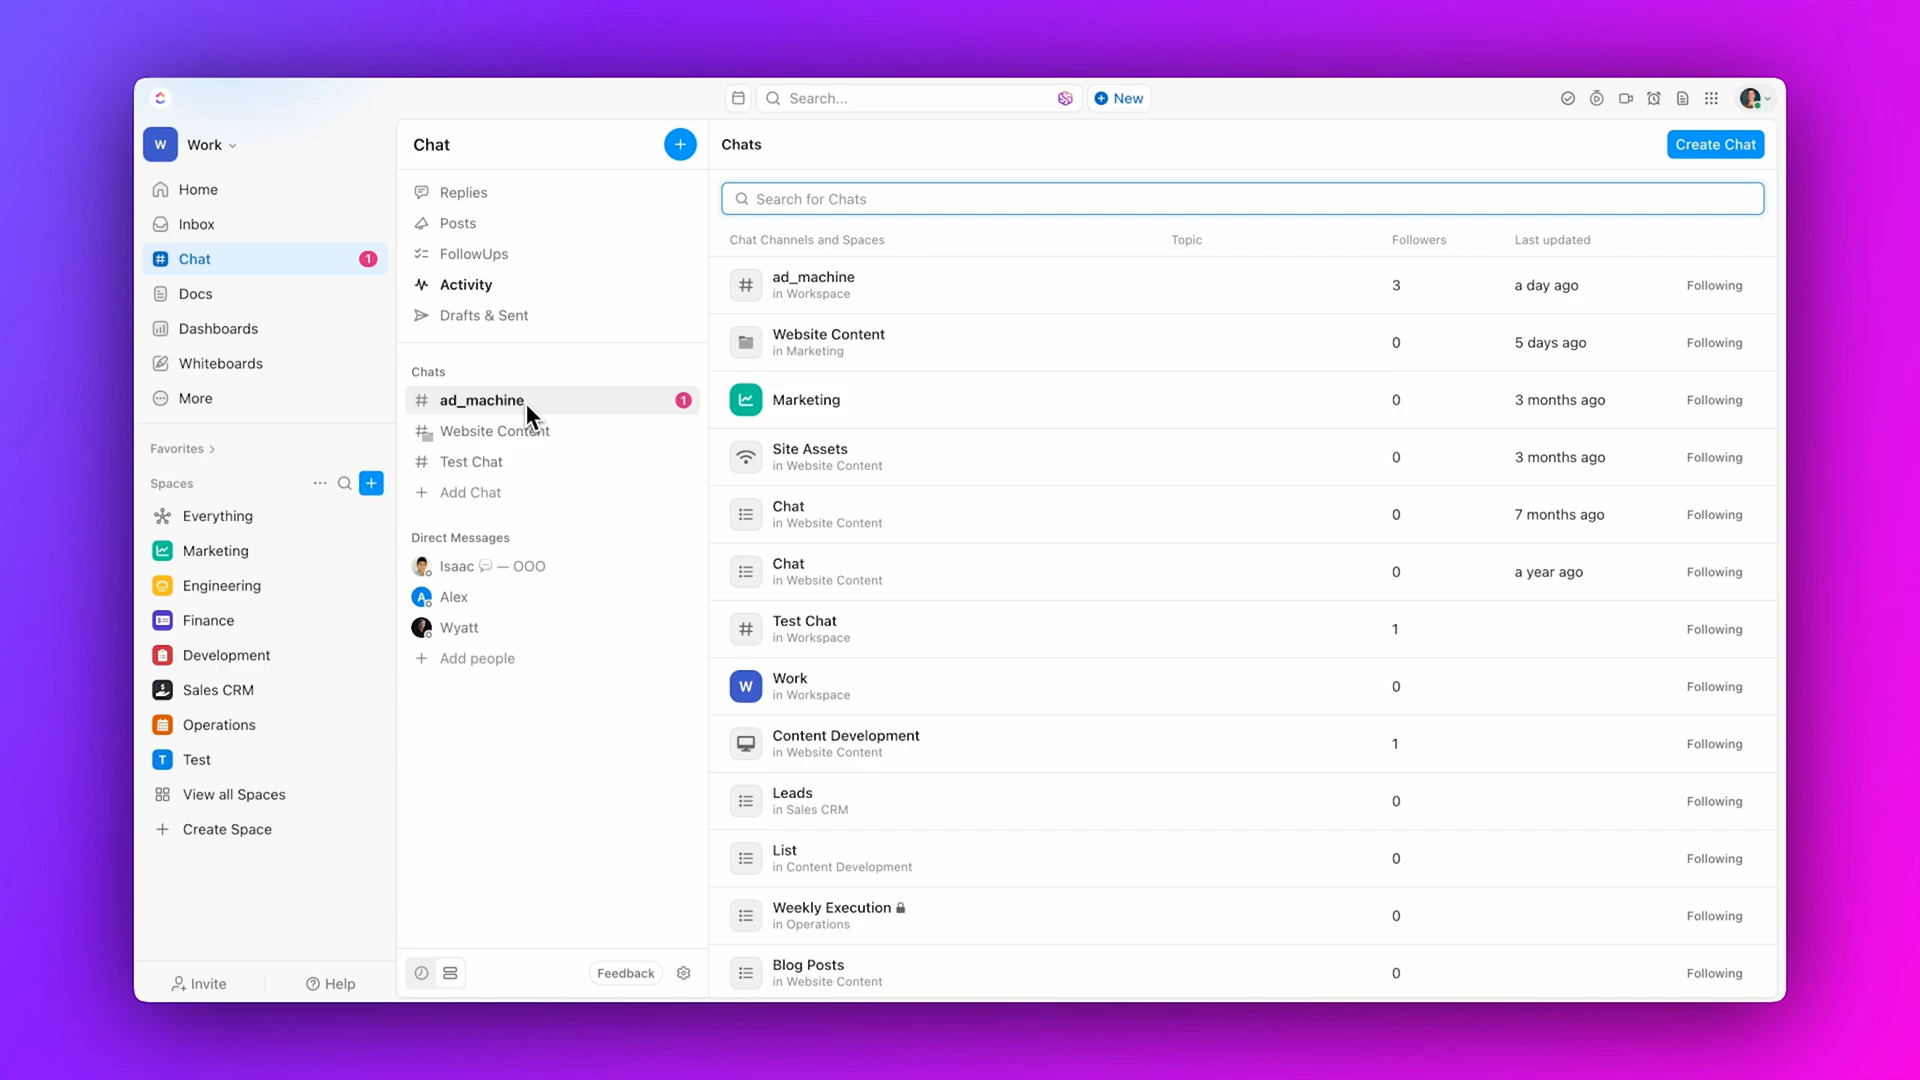 Search...
New
W
Work
Home
Inbox
Chat
1
Docs
Dashboards
Whiteboards
More
Favorites
Spaces
Everything
Marketing
Engineering
Finance
Development
Sales CRM
Operations
T
Test
View all Spaces
Create Space
Invite
Help
Chat
Replies
Posts
FollowUps
Activity
Drafts & Sent
Chats
ad_machine
1
Website Content
Test Chat
Add Chat
Direct Messages
Isaac — OOO
A
Alex
Wyatt
Add people
Feedback
Chats
Create Chat
Search for Chats
Chat Channels and Spaces Topic Followers Last updated
ad_machine
in Workspace
3 a day ago Following
Website Content
in Marketing
0 5 days ago Following
Marketing
0 3 months ago Following
Site Assets
in Website Content
0 3 months ago Following
Chat
in Website Content
0 7 months ago Following
Chat
in Website Content
0 a year ago Following
Test Chat
in Workspace
1 Following
W
Work
in Workspace
0 Following
Content Development
in Website Content
1 Following
Leads
in Sales CRM
0 Following
List
in Content Development
0 Following
Weekly Execution
in Operations
0 Following
Blog Posts
in Website Content
0 Following